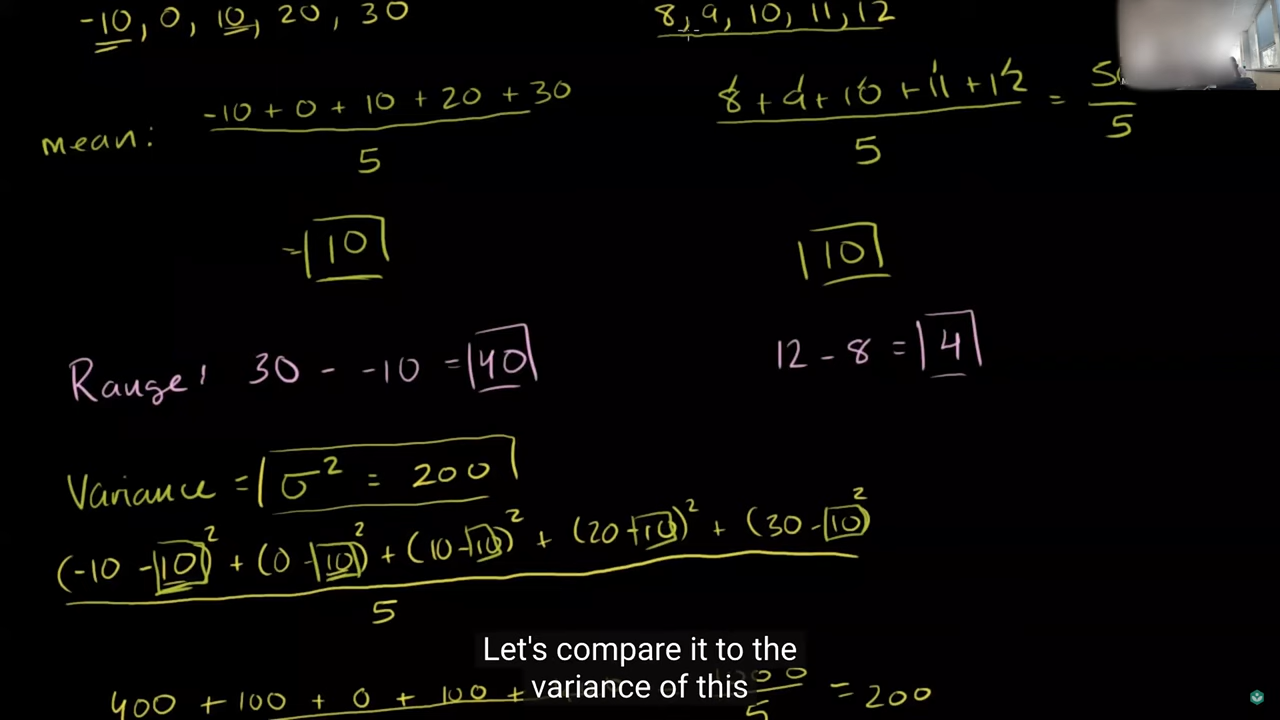 -10, 0, 10, 20, 30
8, 9, 10, 11, 12
mean: -10 + 0 + 10 + 20 + 30
5
8 + 9 + 10 + 11 + 12 =
5
5
= 10
10
Range: 30 - -10 = 40
12 - 8 = 4
Variance = σ² = 200
(-10 - 10)² + (0 - 10)² + (10 - 10)² + (20 - 10)² + (30 - 10)²
5
Let's compare it to the
variance of this
400 + 100 + 0 + 100 +
5
= 200